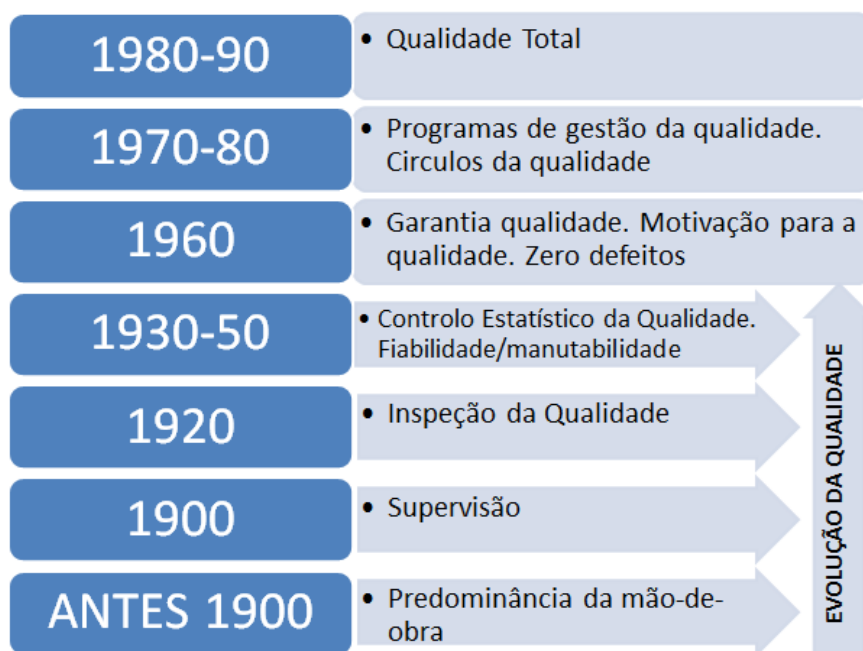 1980-90
• Qualidade Total
1970-80
• Programas de gestão da qualidade.
Circulos da qualidade
1960
• Garantia qualidade. Motivação para a
qualidade. Zero defeitos
1930-50
• Controlo Estatístico da Qualidade.
Fiabilidade/manutabilidade
1920
• Inspeção da Qualidade
1900
• Supervisão
ANTES 1900
• Predominância da mão-de-
obra
EVOLUÇÃO DA QUALIDADE